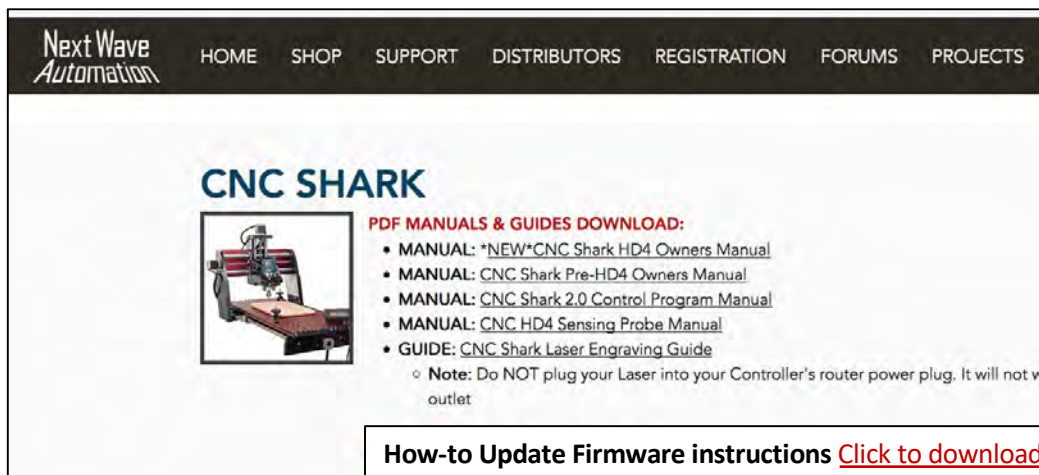 Next Wave
Automation
HOME SHOP SUPPORT DISTRIBUTORS REGISTRATION FORUMS PROJECTS
CNC SHARK
PDF MANUALS & GUIDES DOWNLOAD:
• MANUAL: *NEW*CNC Shark HD4 Owners Manual
• MANUAL: CNC Shark Pre-HD4 Owners Manual
• MANUAL: CNC Shark 2.0 Control Program Manual
• MANUAL: CNC HD4 Sensing Probe Manual
• GUIDE: CNC Shark Laser Engraving Guide
○ Note: Do NOT plug your Laser into your Controller's router power plug. It will not
outlet
How-to Update Firmware instructions Click to download